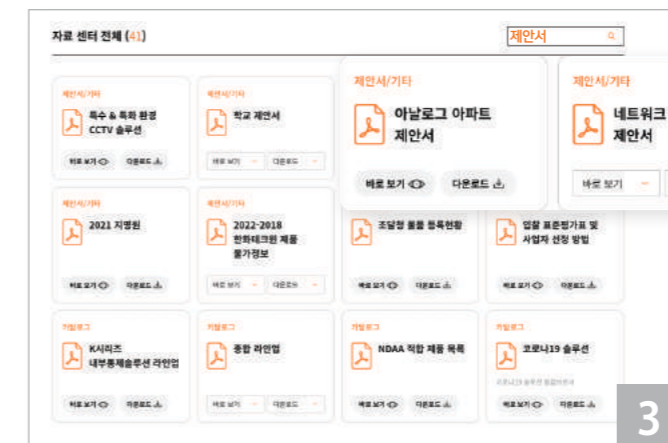 자료 센터 전체 (41)
제안서
제안서/기타
특수 & 특화 환경
CCTV 솔루션
바로 보기
다운로드
제안서/기타
학교 제안서
바로 보기
다운로드
제안서/기타
아날로그 아파트
제안서
바로 보기
다운로드
제안서/기타
네트워크
제안서
바로 보기
제안서/기타
2021 지명원
바로 보기
다운로드
제안서/기타
2022-2018
한화테크윈 제품
물가정보
바로 보기
다운로드
조달청 물품 등록현황
바로 보기
다운로드
입찰 표준평가표 및
사업자 선정 방법
바로 보기
다운로드
카탈로그
K시리즈
내부통제솔루션 라인업
바로 보기
다운로드
카탈로그
종합 라인업
바로 보기
다운로드
카탈로그
NDAA 적합 제품 목록
바로 보기
다운로드
카탈로그
코로나19 솔루션
바로 보기
다운로드
3